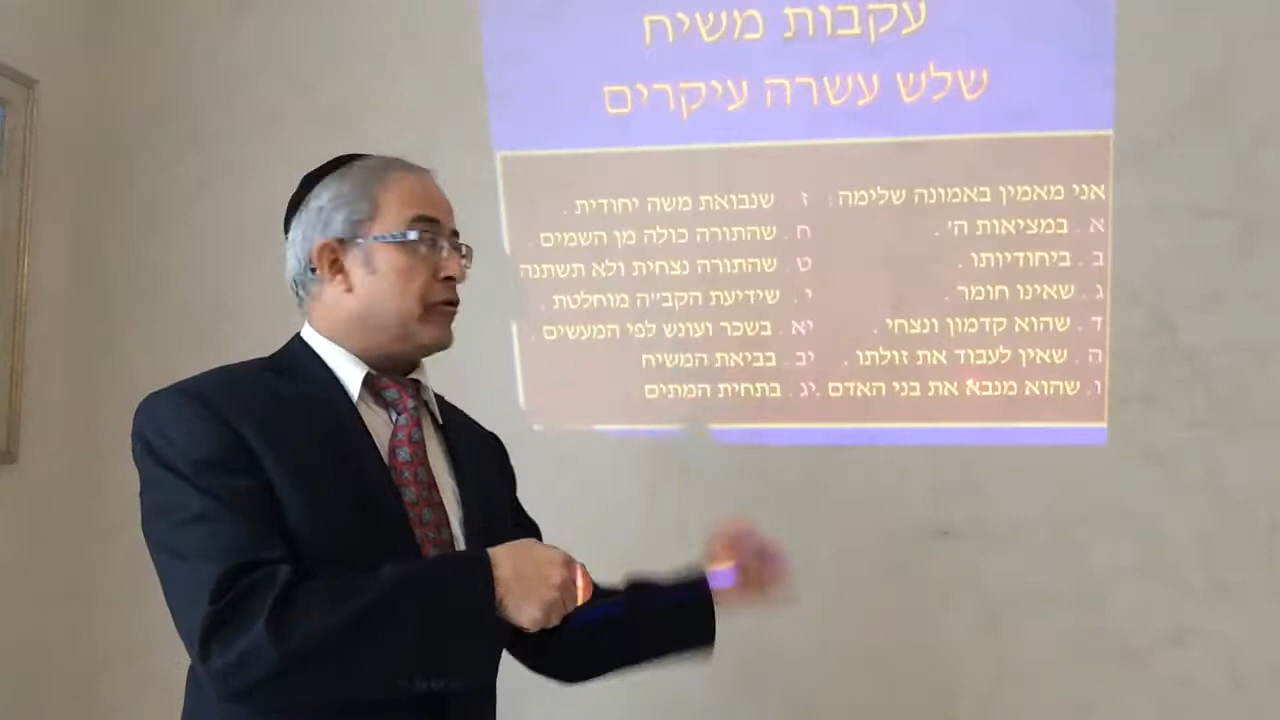 עקבות משיח
שלש עשרה עיקרים
אני מאמין באמונה שלימה:
א. במציאות ה'.
ב. ביחודיותו.
ג. שאינו חומר.
ד. שהוא קדמון ונצחי.
ה. שאין לעבוד את זולתו.
ו. שהוא מנבא את בני האדם.
ז. שנבואת משה יחודית.
ח. שהתורה כולה מן השמים.
ט. שהתורה נצחית ולא תשתנה
י. שידיעת הקב"ה מוחלטת.
יא. בשכר ועונש לפי המעשים.
יב. בביאת המשיח
יג. בתחית המתים